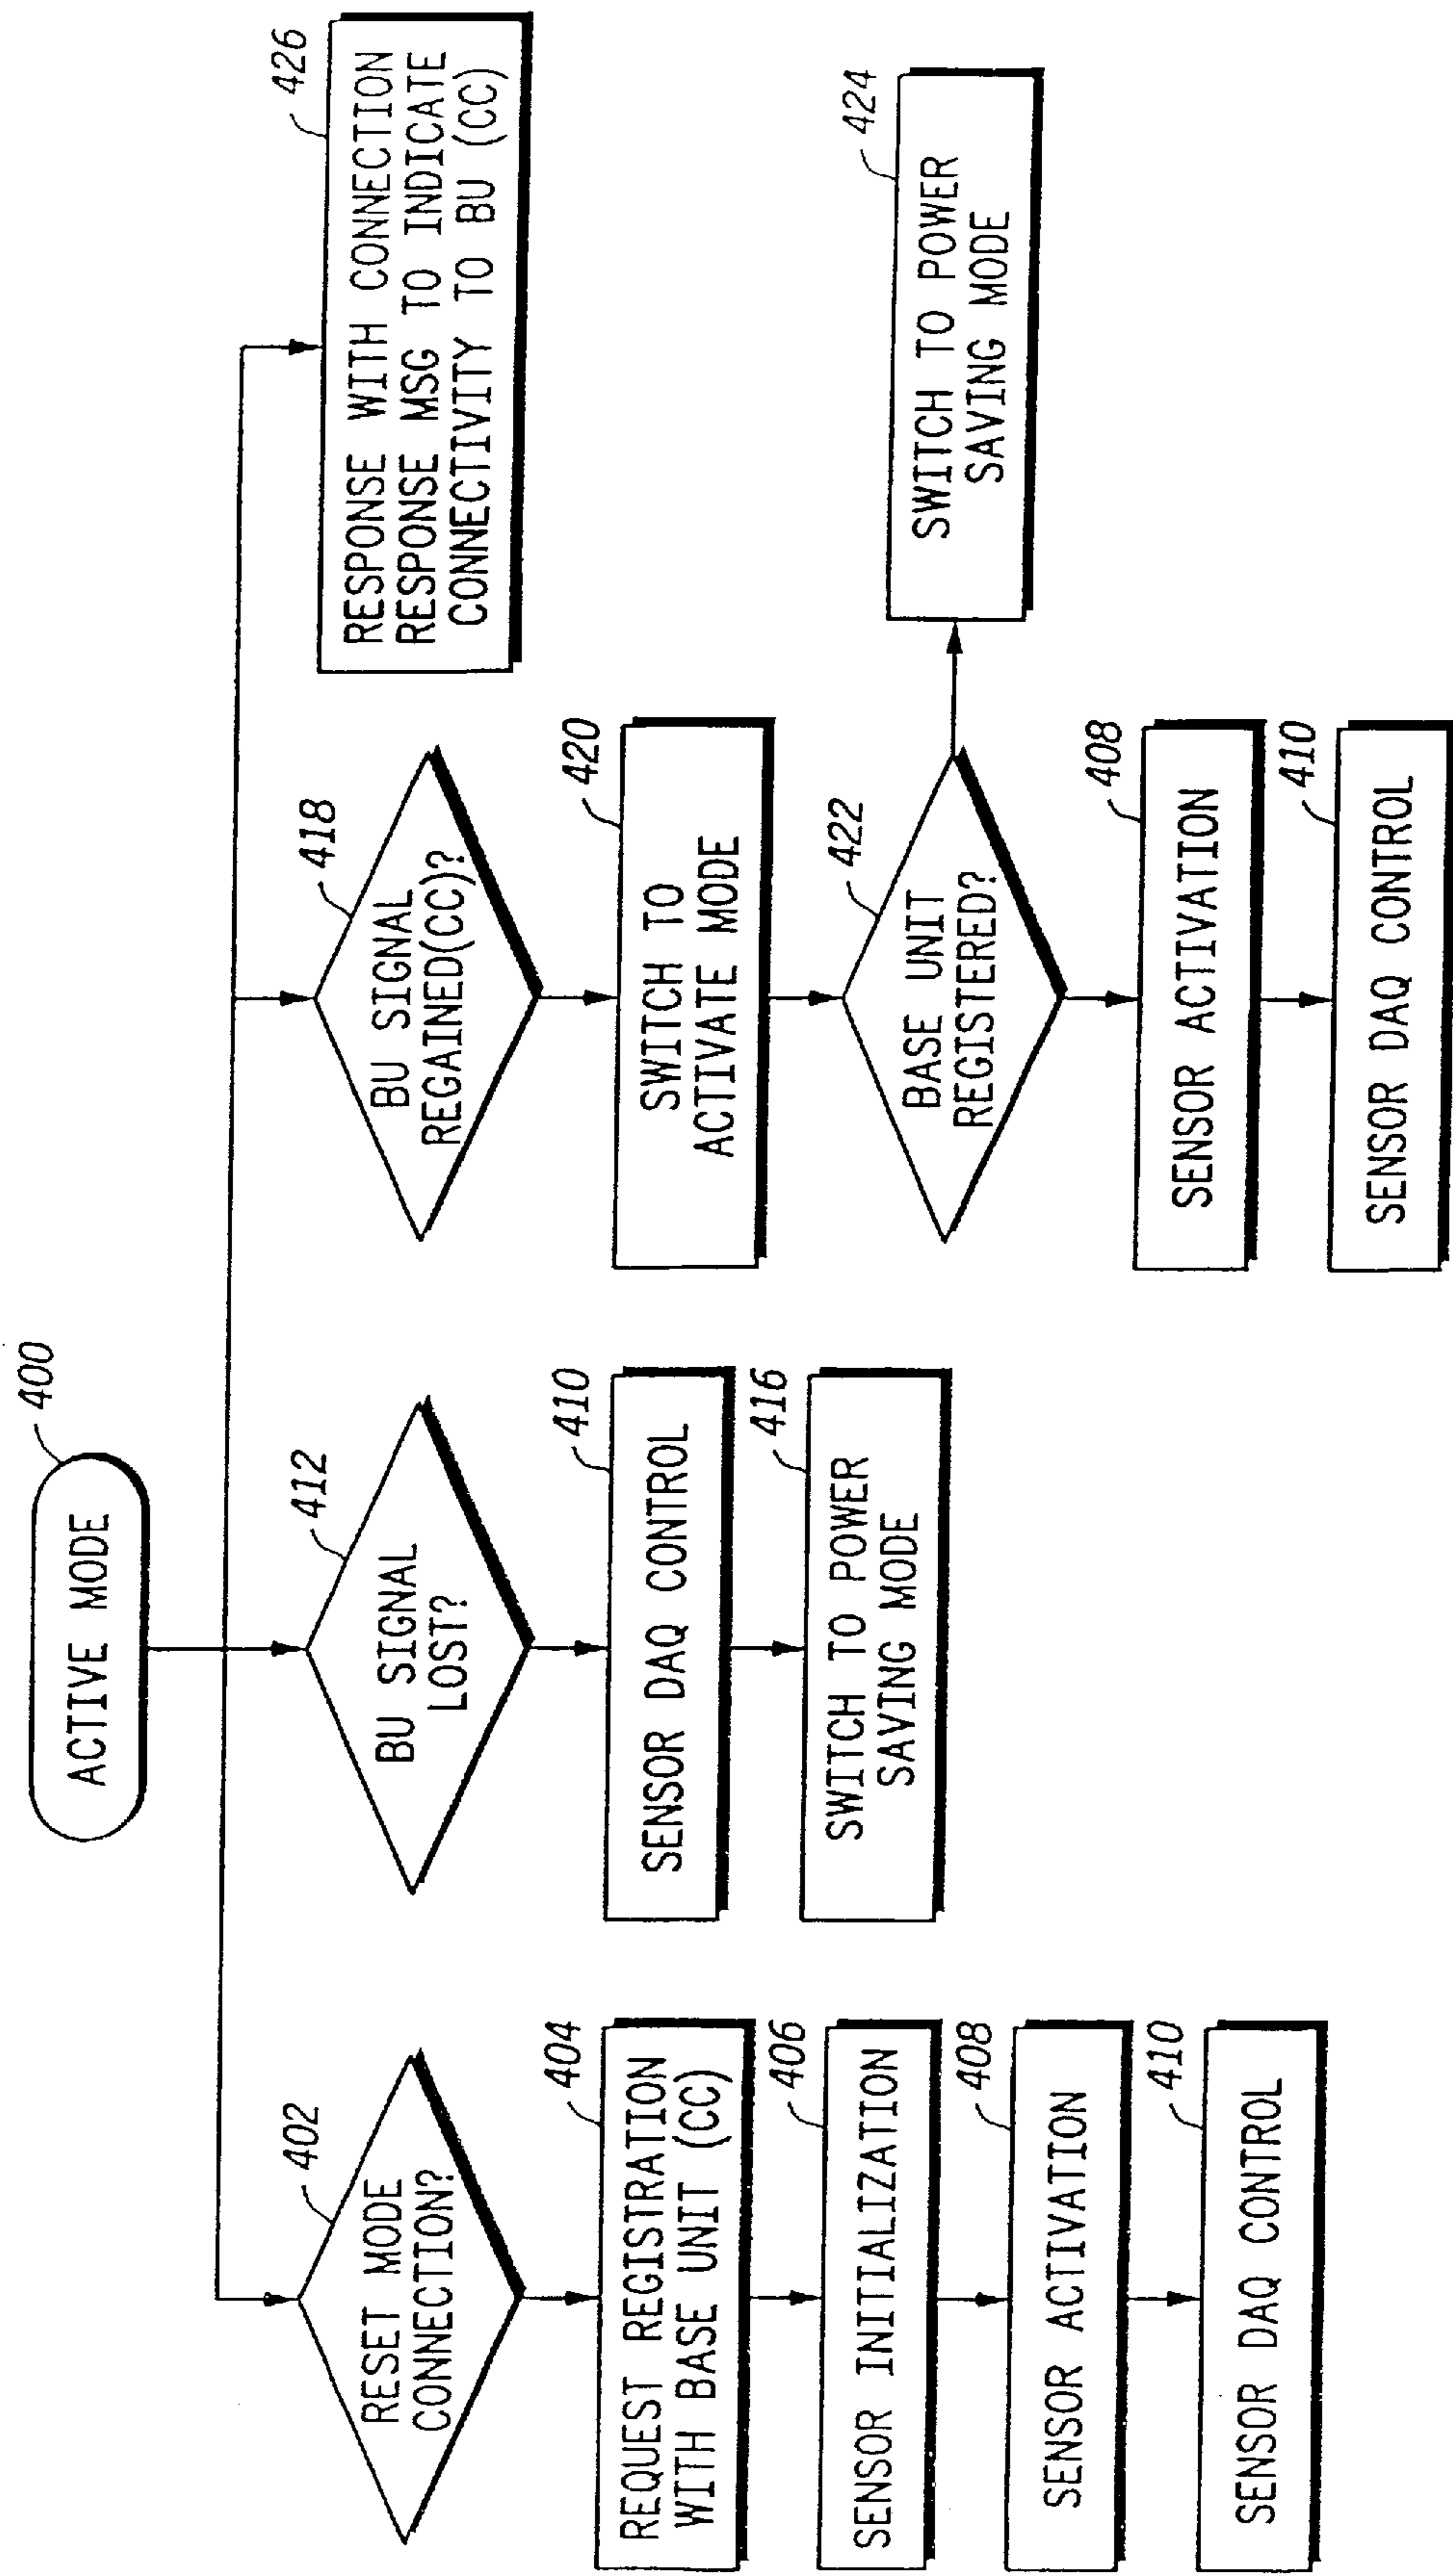 400
ACTIVE MODE
402
RESET MODE
CONNECTION?
404
REQUEST REGISTRATION
WITH BASE UNIT (CC)
406
SENSOR INITIALIZATION
408
SENSOR ACTIVATION
410
SENSOR DAQ CONTROL
412
BU SIGNAL
LOST?
410
SENSOR DAQ CONTROL
416
SWITCH TO POWER
SAVING MODE
418
BU SIGNAL
REGAINED(CC)?
420
SWITCH TO
ACTIVATE MODE
422
BASE UNIT
REGISTERED?
424
SWITCH TO POWER
SAVING MODE
408
SENSOR ACTIVATION
410
SENSOR DAQ CONTROL
426
RESPONSE WITH CONNECTION
RESPONSE MSG TO INDICATE
CONNECTIVITY TO BU (CC)